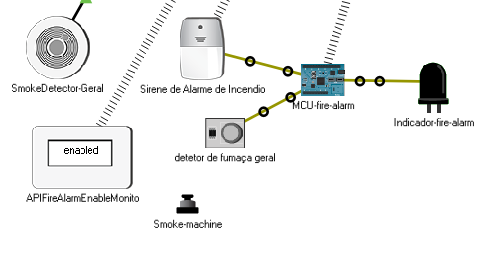 SmokeDetector-Geral
Sirene de Alarme de Incendio
MCU-fire-alarm
Indicador-fire-alarm
enabled
detetor de fumaça geral
APIFireAlarmEnableMonito
Smoke-machine